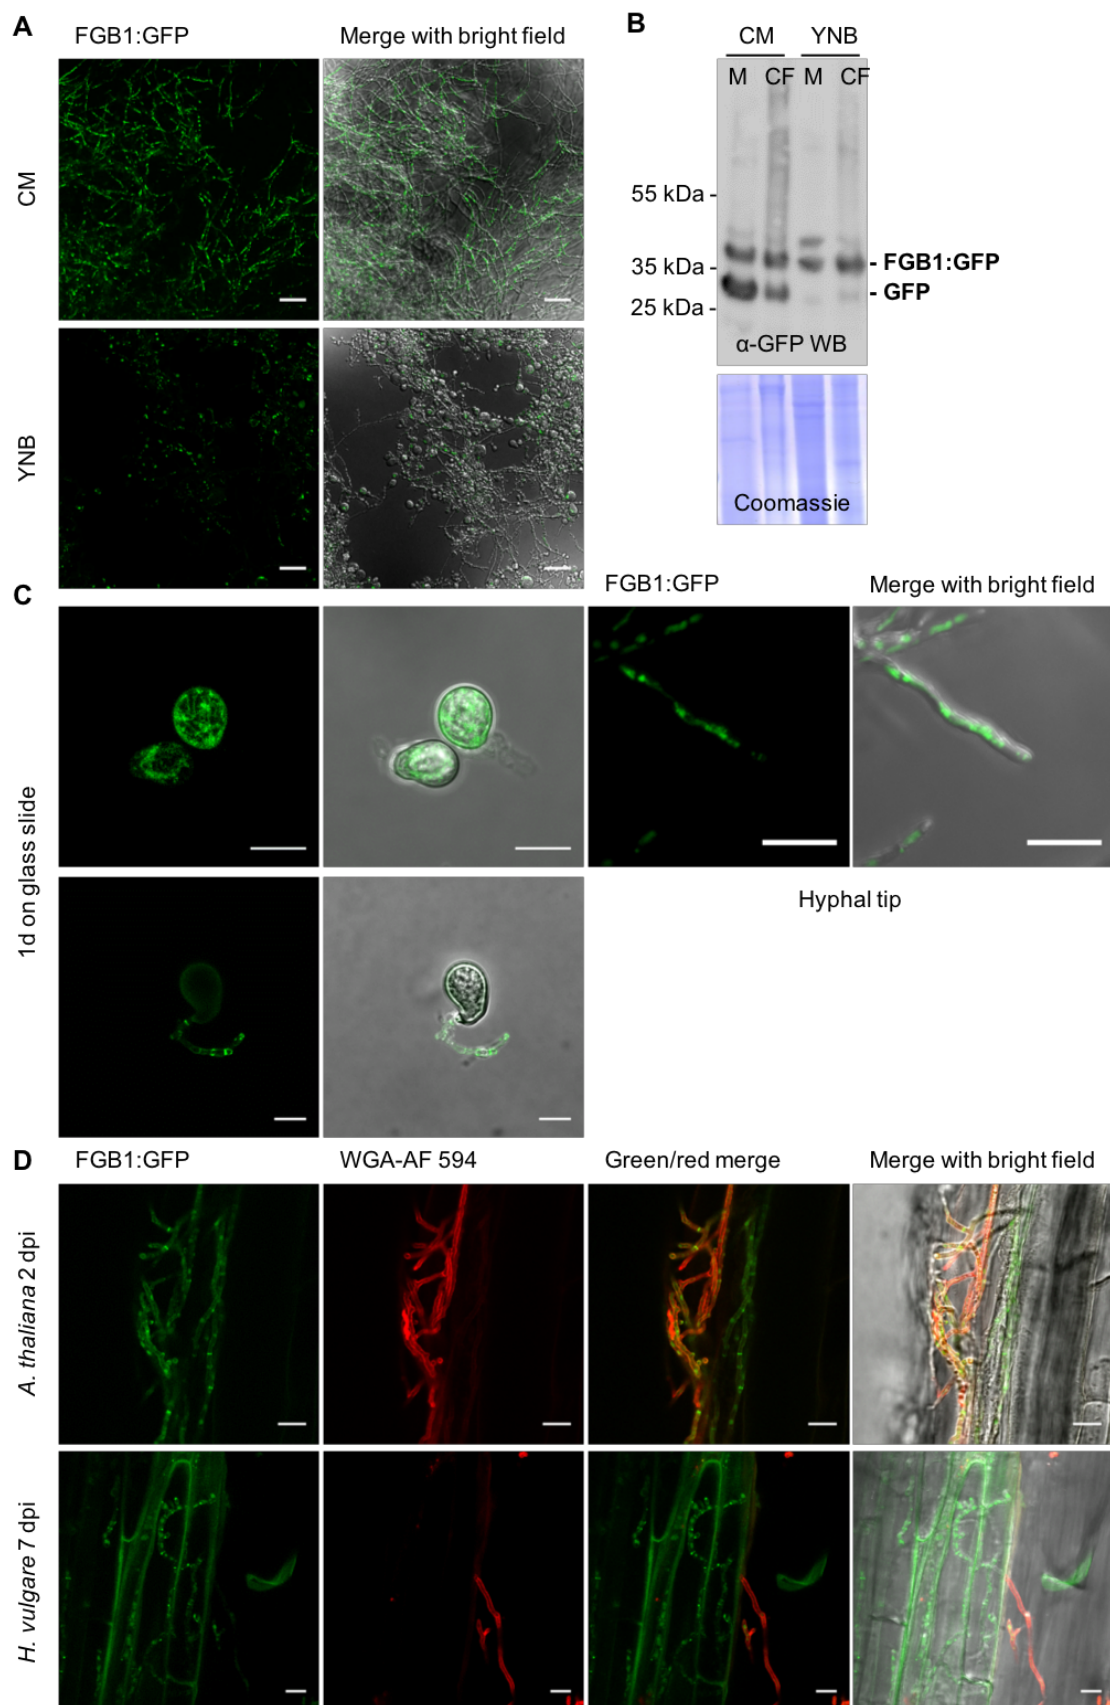 A
FGB1:GFP
Merge with bright field
CM
YNB
B
CM YNB
M CF M CF
55 kDa -
35 kDa -
25 kDa -
- FGB1:GFP
- GFP
α-GFP WB
Coomassie
C
FGB1:GFP
Merge with bright field
1d on glass slide
Hyphal tip
D
FGB1:GFP
WGA-AF 594
Green/red merge
Merge with bright field
A. thaliana 2 dpi
H. vulgare 7 dpi